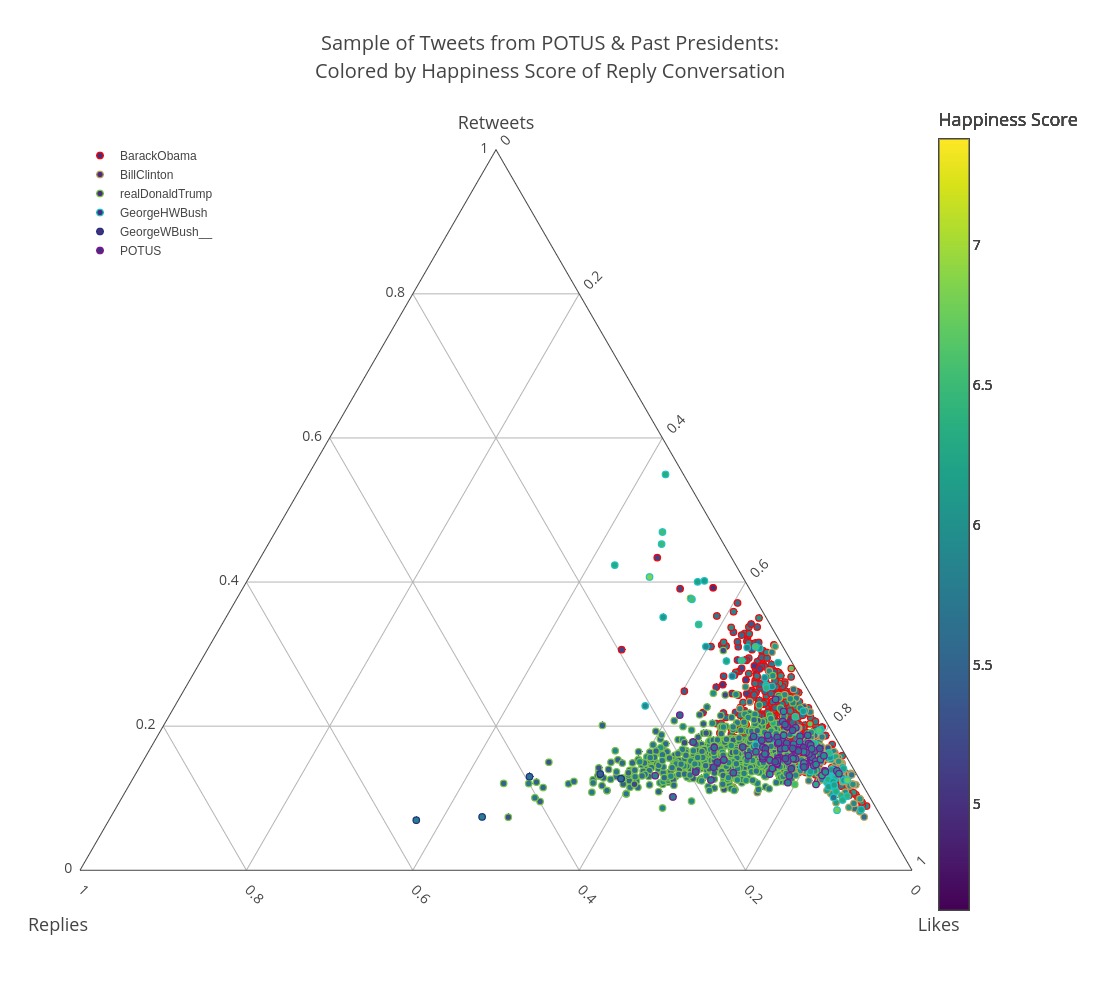 Sample of Tweets from POTUS & Past Presidents:
Colored by Happiness Score of Reply Conversation
Happiness Score
Retweets
BarackObama
BillClinton
realDonaldTrump
GeorgeHWBush
GeorgeWBush__
POTUS
1
0
0.8
0.2
0.6
0.4
0.4
0.6
0.2
0.8
0
1
1
0.8
0.6
0.4
0.2
0
7
6.5
6
5.5
5
Replies
Likes